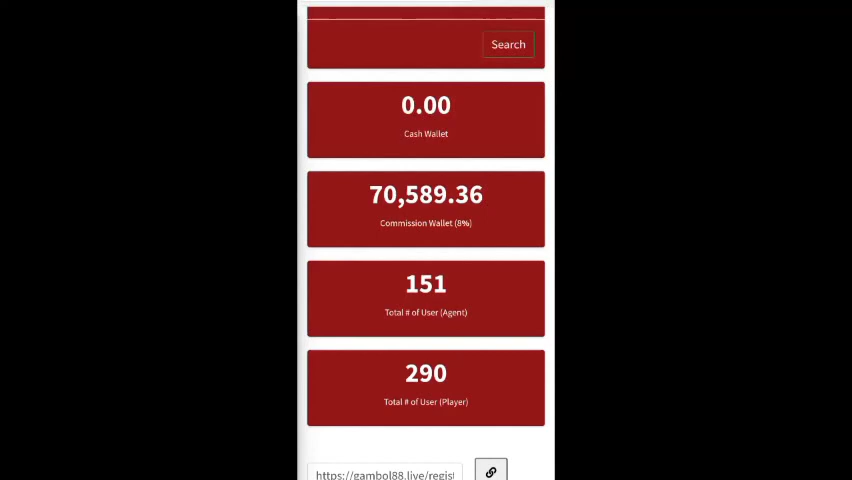 Search
0.00
Cash Wallet
70,589.36
Commission Wallet (8%)
151
Total # of User (Agent)
290
Total # of User (Player)
https://gambol88.live/regist